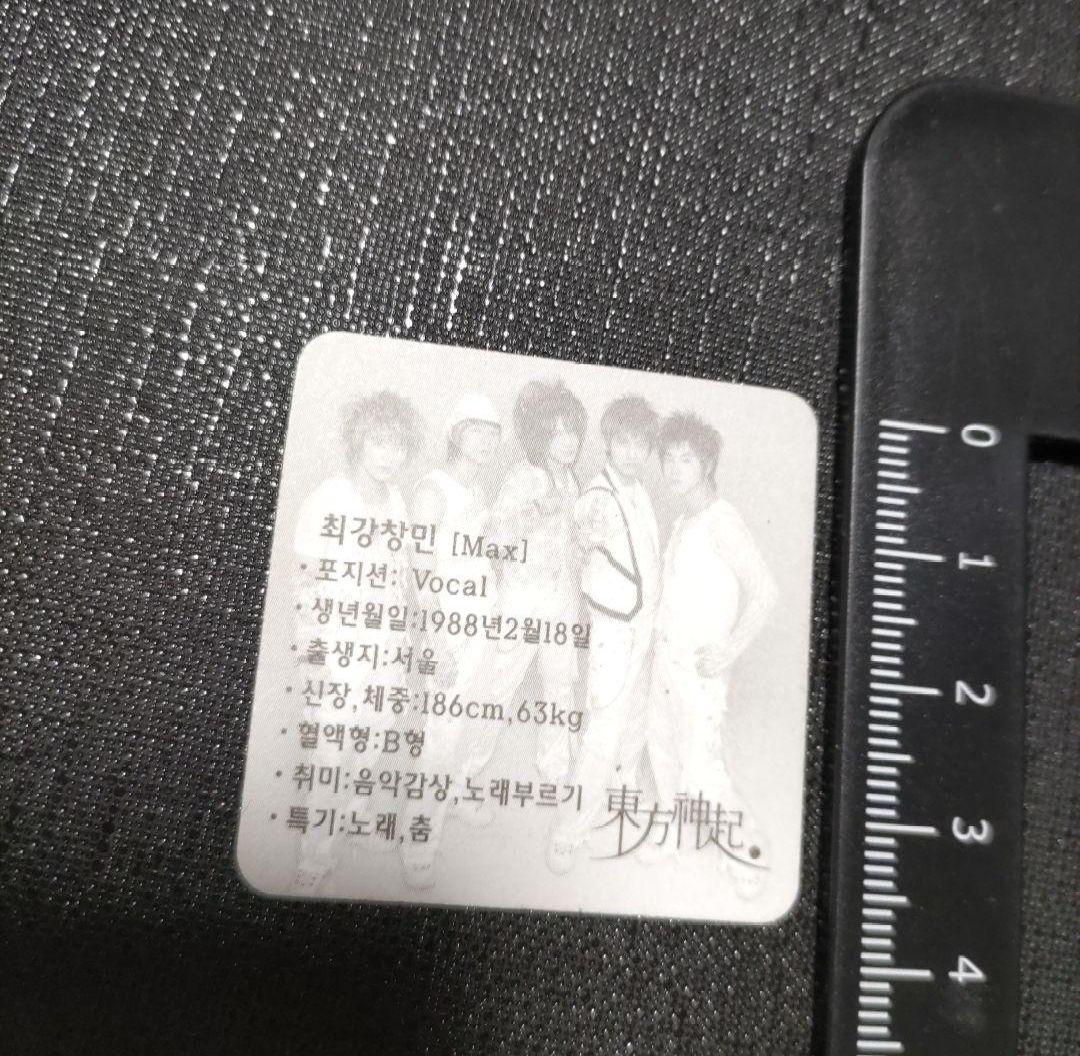 최강창민 [Max]
· 포지션: Vocal
· 생년월일:1988년2월18일
· 출생지:서울
· 신장,체중:186cm,63kg
· 혈액형:B형
· 취미:음악감상,노래부르기
· 특기:노래,춤
東方神起.
0
1
2
3
4